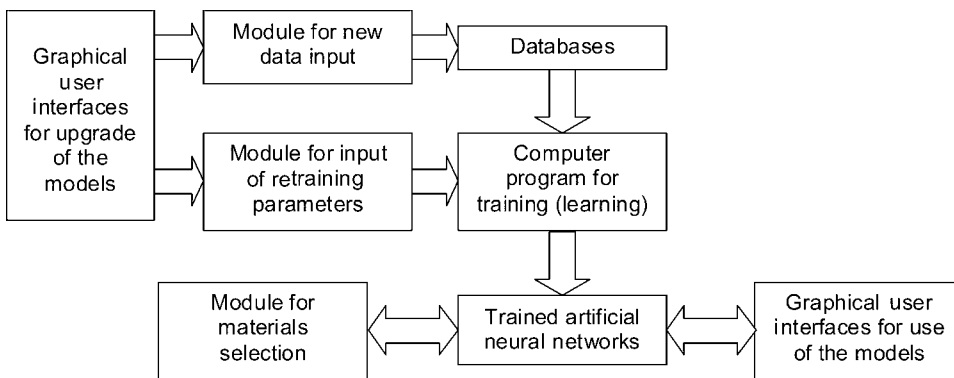 Graphical
user
interfaces
for upgrade
of the
models
Module for new
data input
Databases
Module for input
of retraining
parameters
Computer
program for
training (learning)
Module for
materials
selection
Trained artificial
neural networks
Graphical user
interfaces for use
of the models